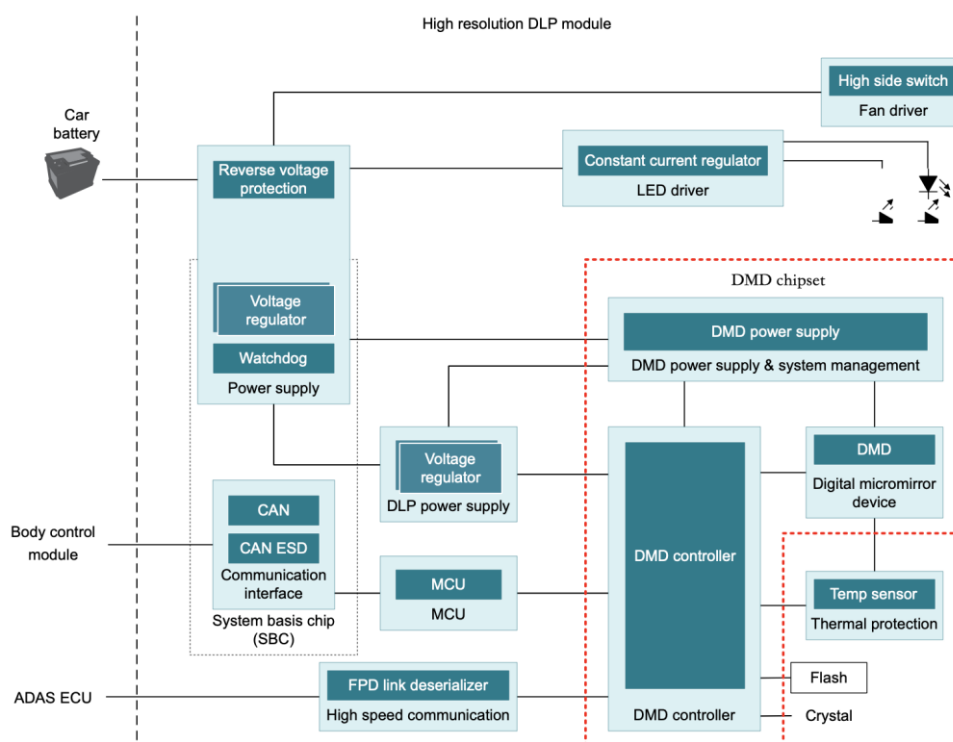 High resolution DLP module
High side switch
Fan driver
Car
battery
Reverse voltage
protection
Constant current regulator
LED driver
DMD chipset
Voltage
regulator
Watchdog
Power supply
DMD power supply
DMD power supply & system management
Voltage
regulator
DLP power supply
DMD
Digital micromirror
device
Body control
module
CAN
CAN ESD
Communication
interface
System basis chip
(SBC)
MCU
MCU
DMD controller
DMD controller
Temp sensor
Thermal protection
ADAS ECU
FPD link deserializer
High speed communication
Flash
Crystal